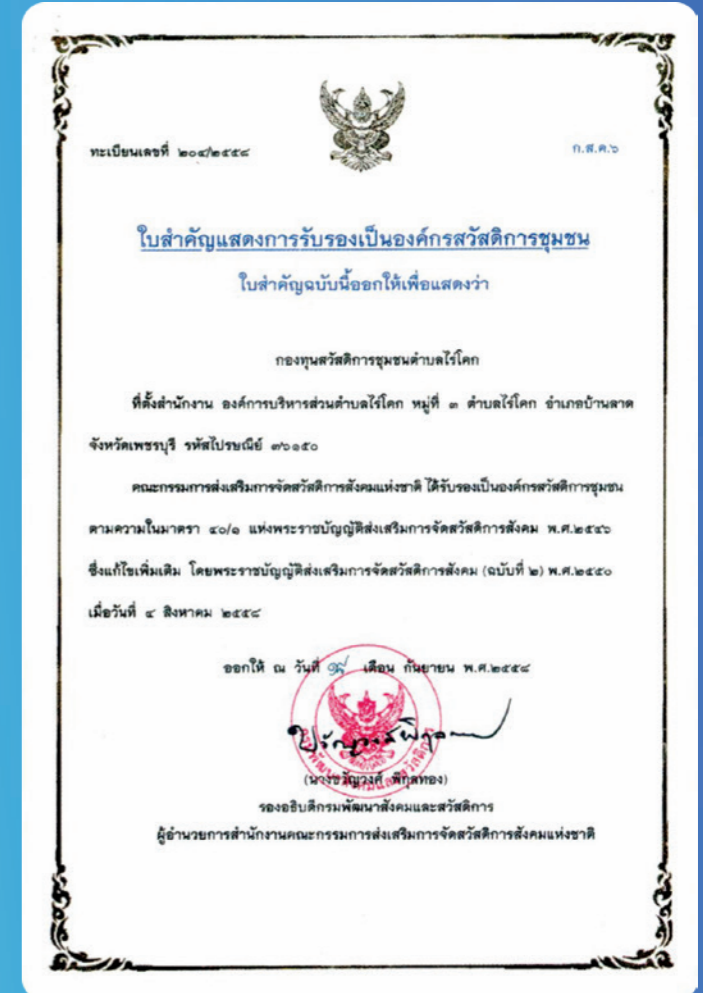 ทะเบียนเลขที่ ๒๐๔/๒๕๕๘
ก.ส.ค.๖
ใบสำคัญแสดงการรับรองเป็นองค์กรสวัสดิการชุมชน
ใบสำคัญฉบับนี้ออกให้เพื่อแสดงว่า
กองทุนสวัสดิการชุมชนตำบลไร่โคก
ที่ตั้งสำนักงาน องค์การบริหารส่วนตำบลไร่โคก หมู่ที่ ๓ ตำบลไร่โคก อำเภอบ้านลาด
จังหวัดเพชรบุรี รหัสไปรษณีย์ ๗๖๑๕๐
คณะกรรมการส่งเสริมการจัดสวัสดิการสังคมแห่งชาติ ได้รับรองเป็นองค์กรสวัสดิการชุมชน
ตามความในมาตรา ๔๐/๑ แห่งพระราชบัญญัติส่งเสริมการจัดสวัสดิการสังคม พ.ศ.๒๕๔๖
ซึ่งแก้ไขเพิ่มเติม โดยพระราชบัญญัติส่งเสริมการจัดสวัสดิการสังคม (ฉบับที่ ๒) พ.ศ.๒๕๕๐
เมื่อวันที่ ๔ สิงหาคม ๒๕๕๘
ออกให้ ณ วันที่ เดือน กันยายน พ.ศ.๒๕๕๘
(นางขวัญวงศ์ พิกุลทอง)
รองอธิบดีกรมพัฒนาสังคมและสวัสดิการ
ผู้อำนวยการสำนักงานคณะกรรมการส่งเสริมการจัดสวัสดิการสังคมแห่งชาติ